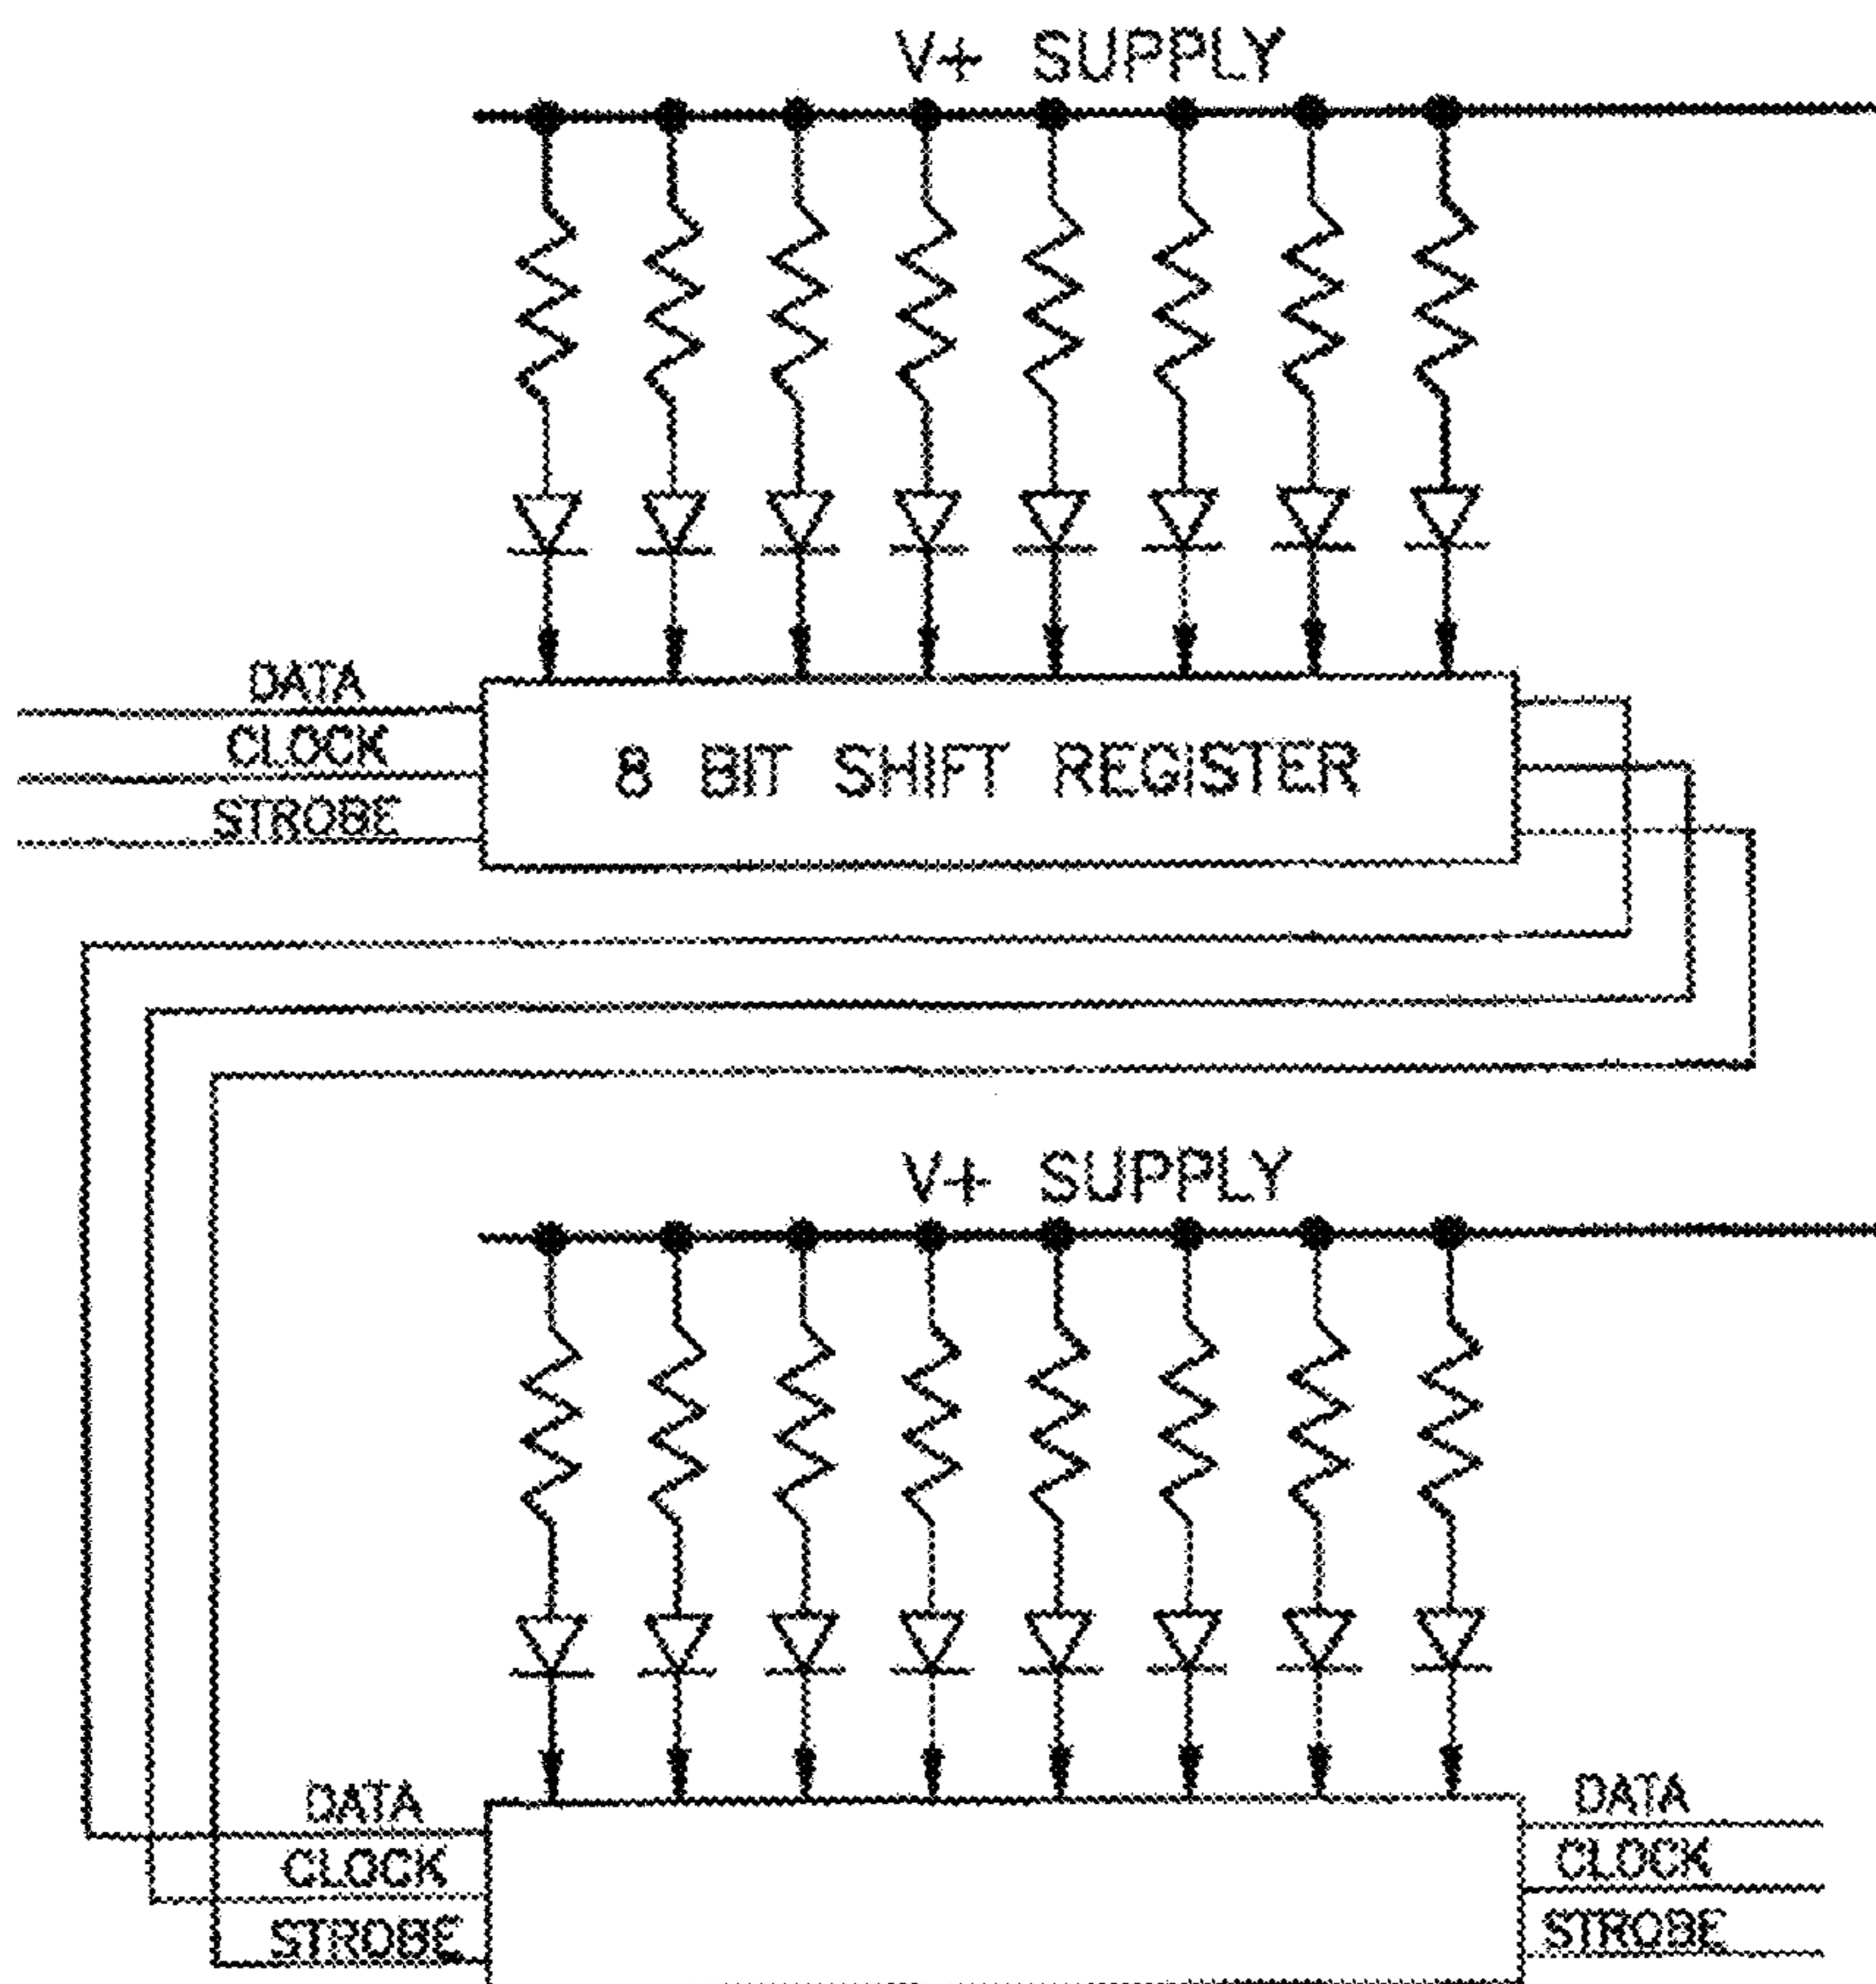 V+ SUPPLY
DATA
CLOCK
STROBE
8 BIT SHIFT REGISTER
V+ SUPPLY
DATA
CLOCK
STROBE
DATA
CLOCK
STROBE